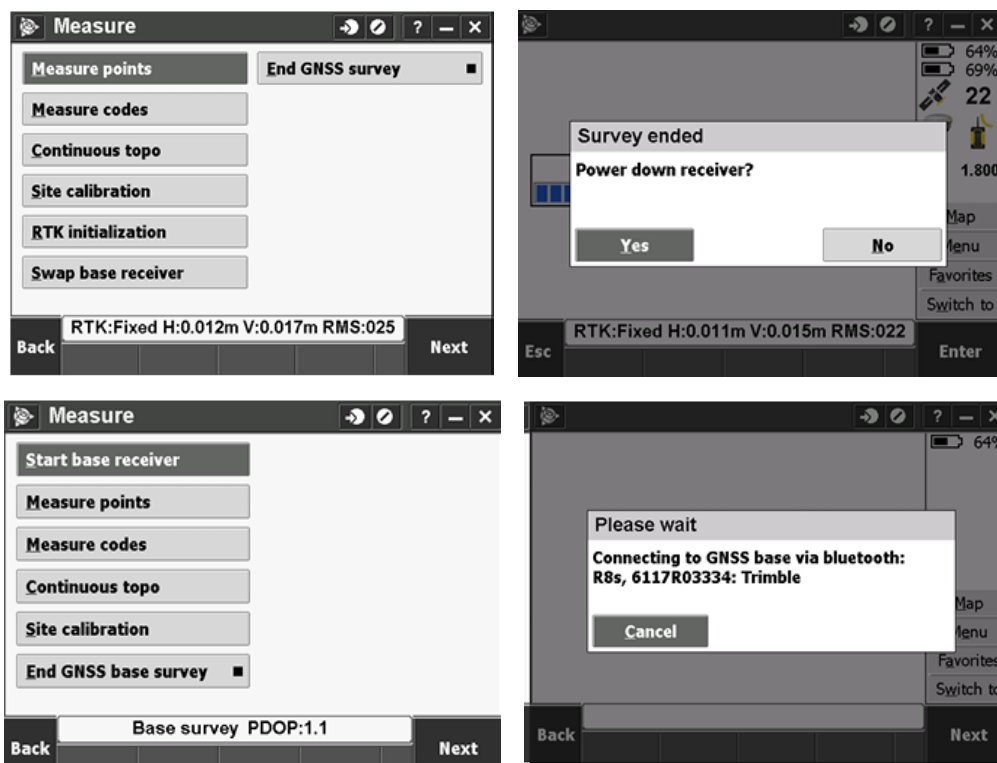 Measure
? – ×
Measure points
End GNSS survey
Measure codes
Continuous topo
Site calibration
RTK initialization
Swap base receiver
RTK:Fixed H:0.012m V:0.017m RMS:025
Back
Next
? – ×
64%
69%
22
Survey ended
Power down receiver?
1.800
Yes
No
Map
Menu
Favorites
Switch to
RTK:Fixed H:0.011m V:0.015m RMS:022
Esc
Enter
Measure
? – ×
Start base receiver
Measure points
Measure codes
Continuous topo
Site calibration
End GNSS base survey
Base survey PDOP:1.1
Back
Next
? – ×
64%
Please wait
Connecting to GNSS base via bluetooth:
R8s, 6117R03334: Trimble
Cancel
Map
Menu
Favorites
Switch to
Back
Next